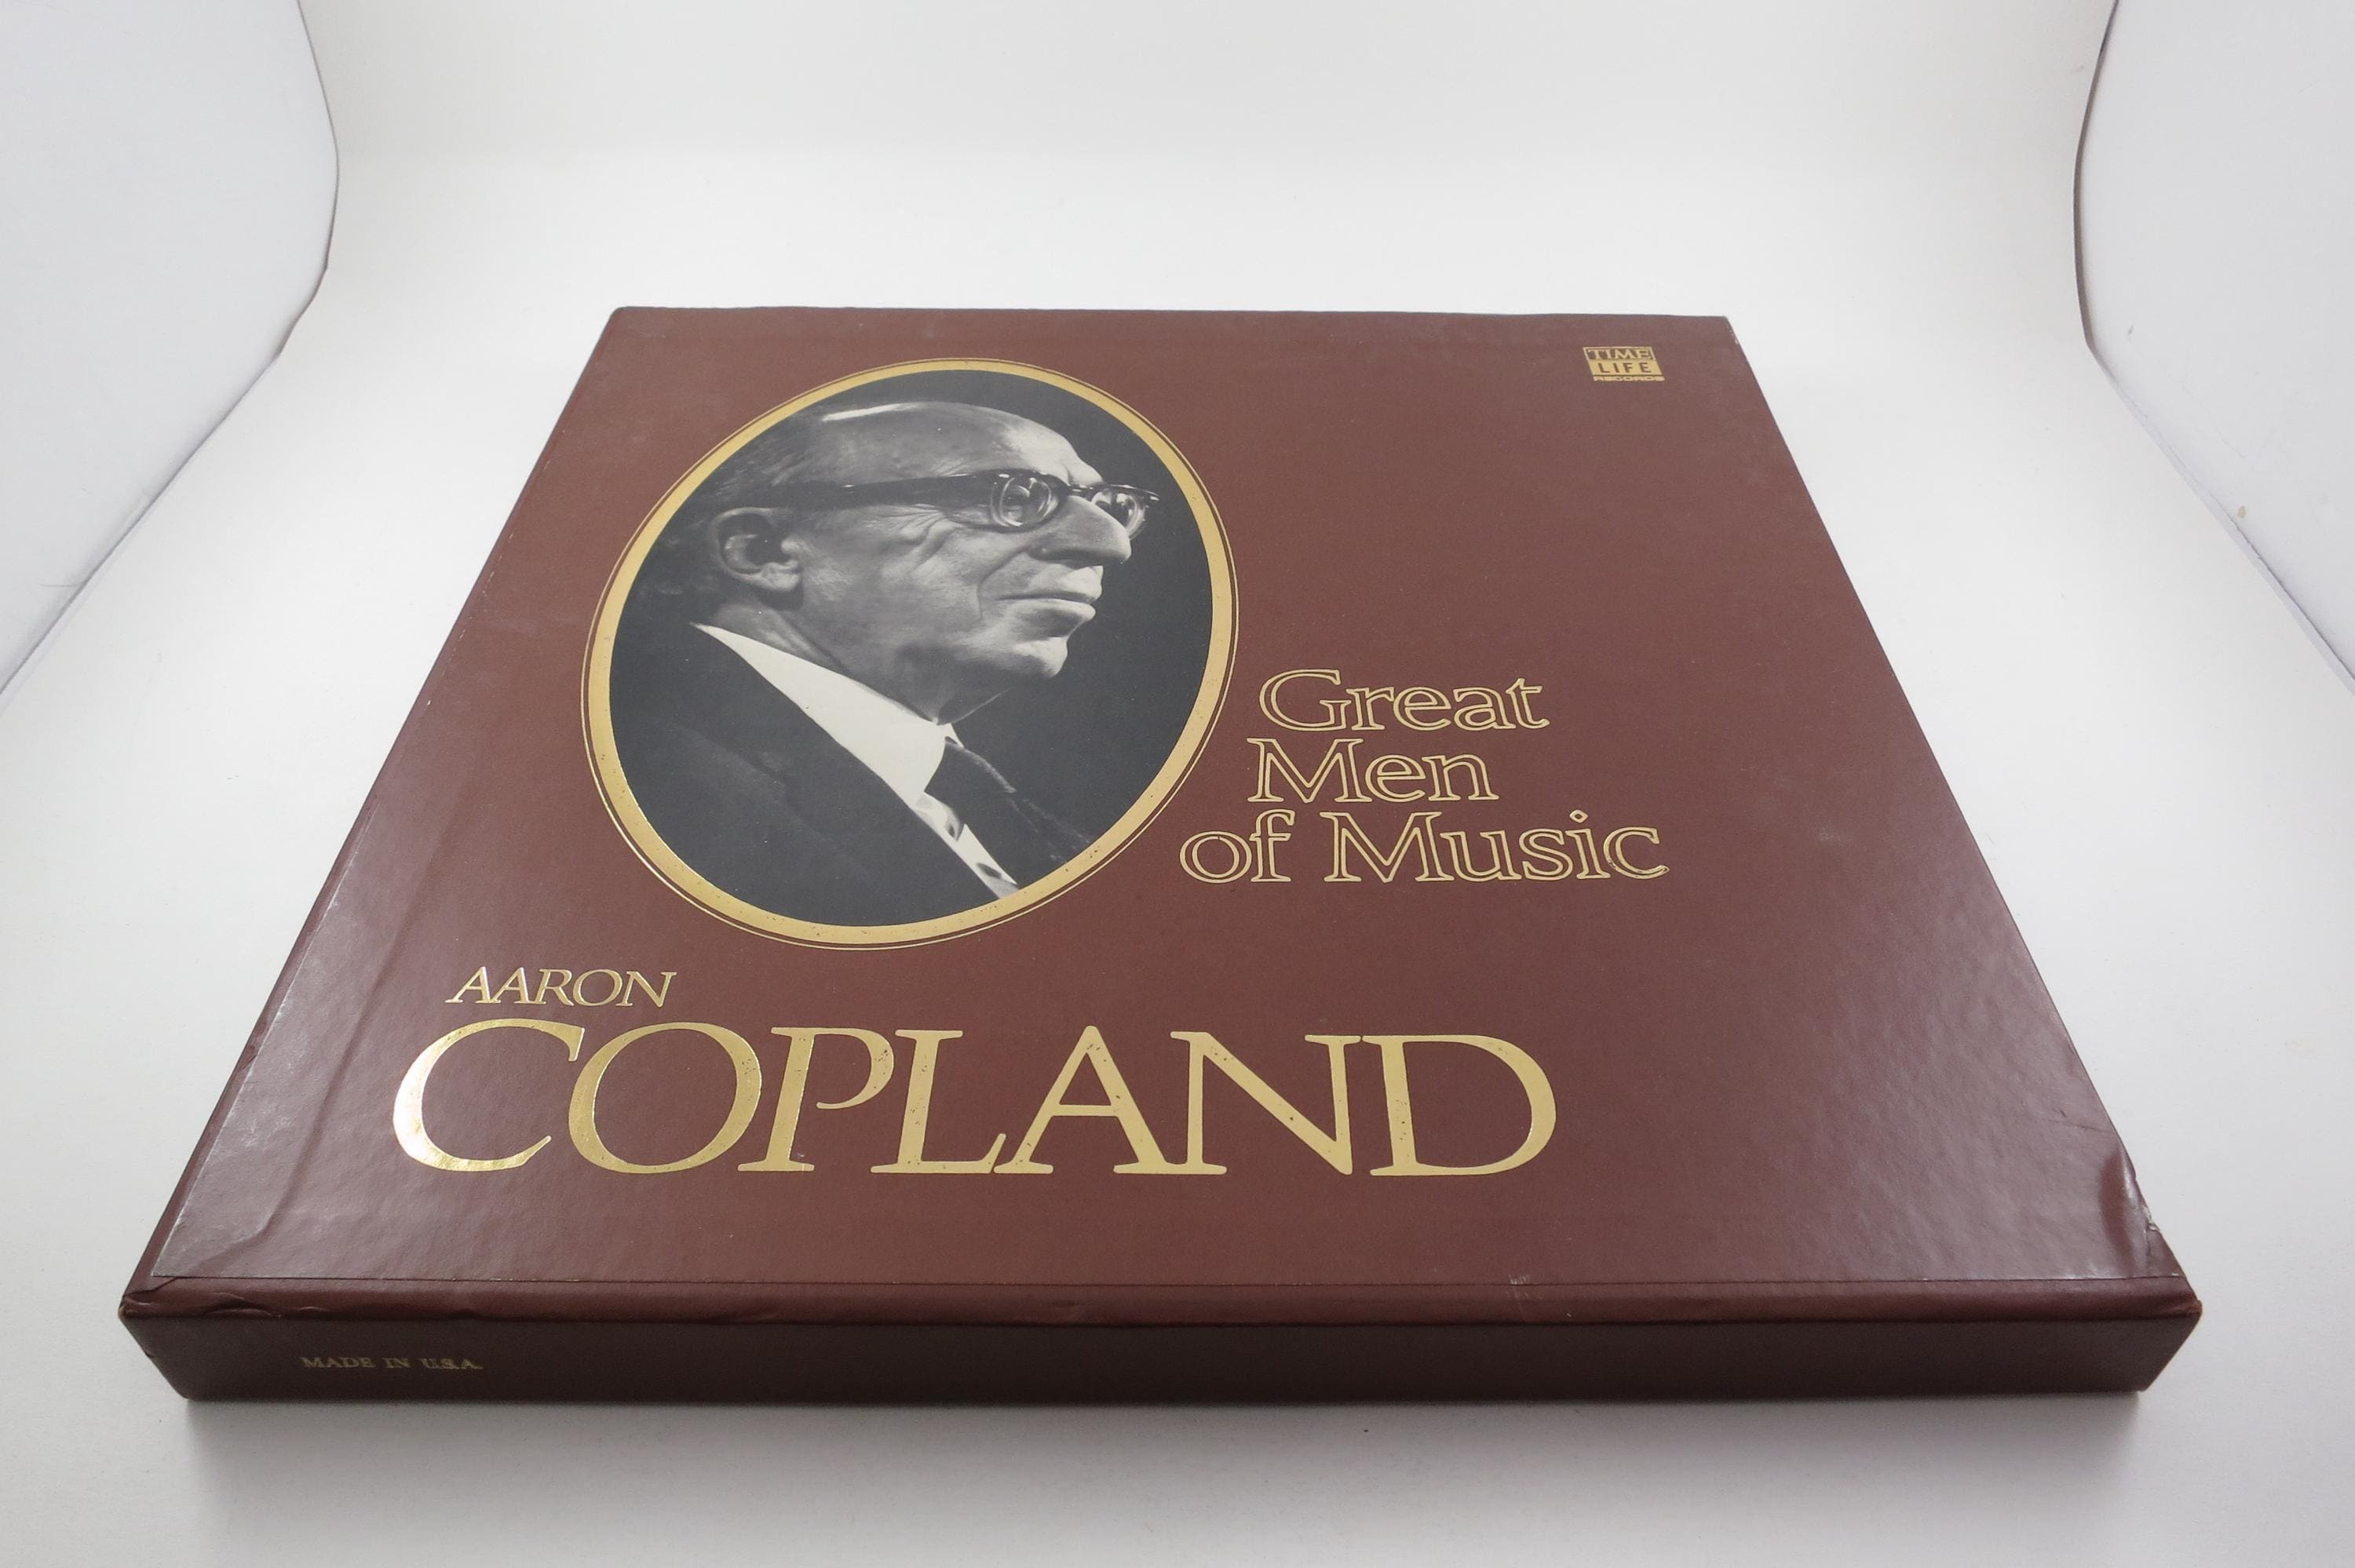 TIME
LIFE
RECORDS
Great
Men
of Music
AARON
COPLAND
MADE IN U.S.A.